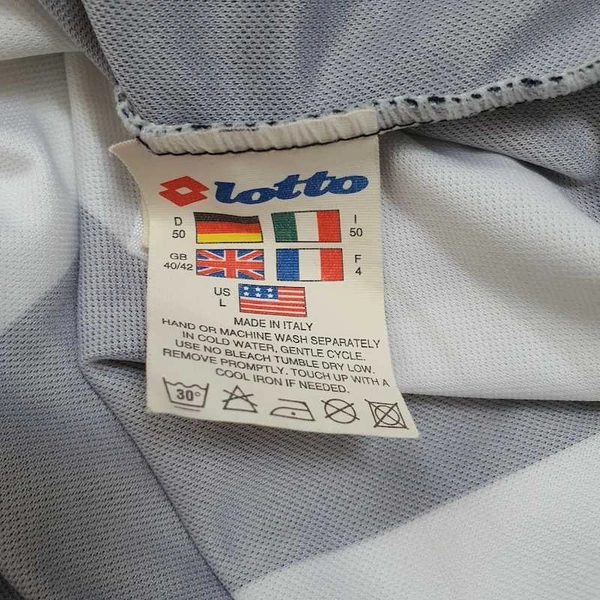 lotto
D 50 I 50
GB 40/42 F 4
US L
MADE IN ITALY
HAND OR MACHINE WASH SEPARATELY
IN COLD WATER, GENTLE CYCLE.
USE NO BLEACH TUMBLE DRY LOW.
REMOVE PROMPTLY. TOUCH UP WITH A
COOL IRON IF NEEDED.
30°